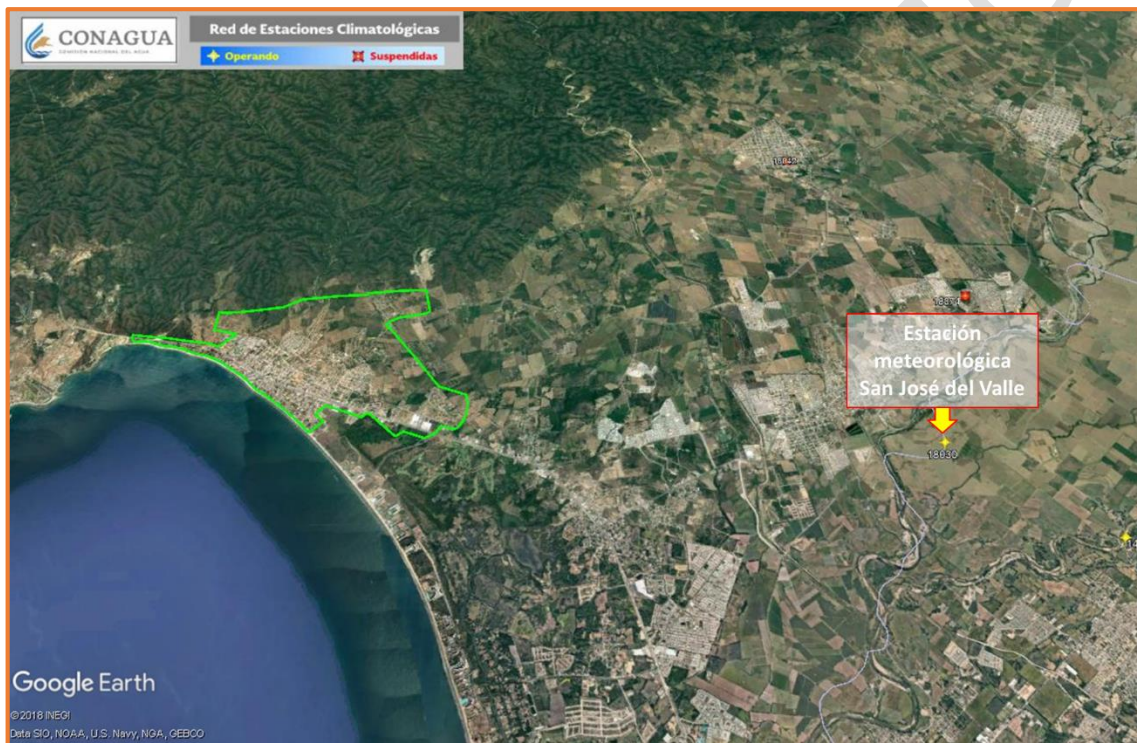 CONAGUA
COMISIÓN NACIONAL DEL AGUA
Red de Estaciones Climatológicas
Operando
Suspendidas
Estación
meteorológica
San José del Valle
18030
Google Earth
© 2018 INEGI
Data SIO, NOAA, U.S. Navy, NGA, GEBCO